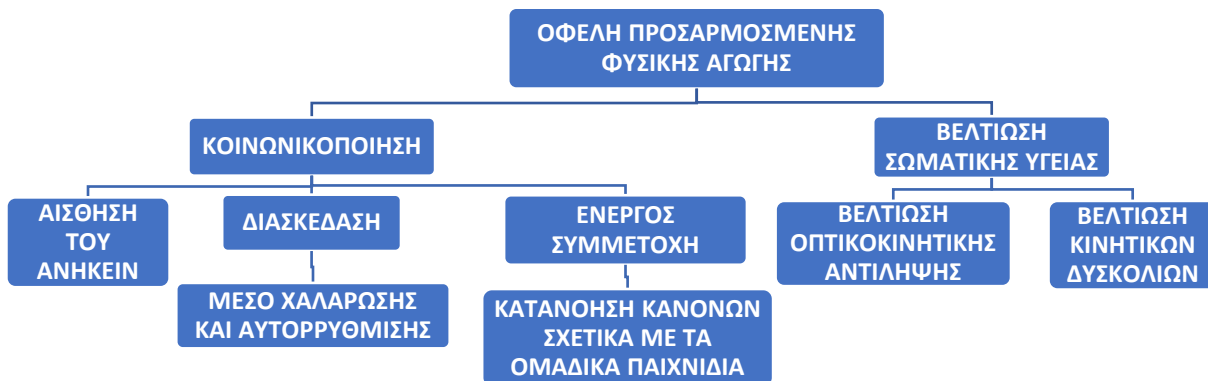 ΟΦΕΛΗ ΠΡΟΣΑΡΜΟΣΜΕΝΗΣ
ΦΥΣΙΚΗΣ ΑΓΩΓΗΣ
ΚΟΙΝΩΝΙΚΟΠΟΙΗΣΗ
ΒΕΛΤΙΩΣΗ
ΣΩΜΑΤΙΚΗΣ ΥΓΕΙΑΣ
ΑΙΣΘΗΣΗ
ΤΟΥ
ΑΝΗΚΕΙΝ
ΔΙΑΣΚΕΔΑΣΗ
ΕΝΕΡΓΟΣ
ΣΥΜΜΕΤΟΧΗ
ΒΕΛΤΙΩΣΗ
ΟΠΤΙΚΟΚΙΝΗΤΙΚΗΣ
ΑΝΤΙΛΗΨΗΣ
ΒΕΛΤΙΩΣΗ
ΚΙΝΗΤΙΚΩΝ
ΔΥΣΚΟΛΙΩΝ
ΜΕΣΟ ΧΑΛΑΡΩΣΗΣ
ΚΑΙ ΑΥΤΟΡΡΥΘΜΙΣΗΣ
ΚΑΤΑΝΟΗΣΗ ΚΑΝΟΝΩΝ
ΣΧΕΤΙΚΑ ΜΕ ΤΑ
ΟΜΑΔΙΚΑ ΠΑΙΧΝΙΔΙΑ